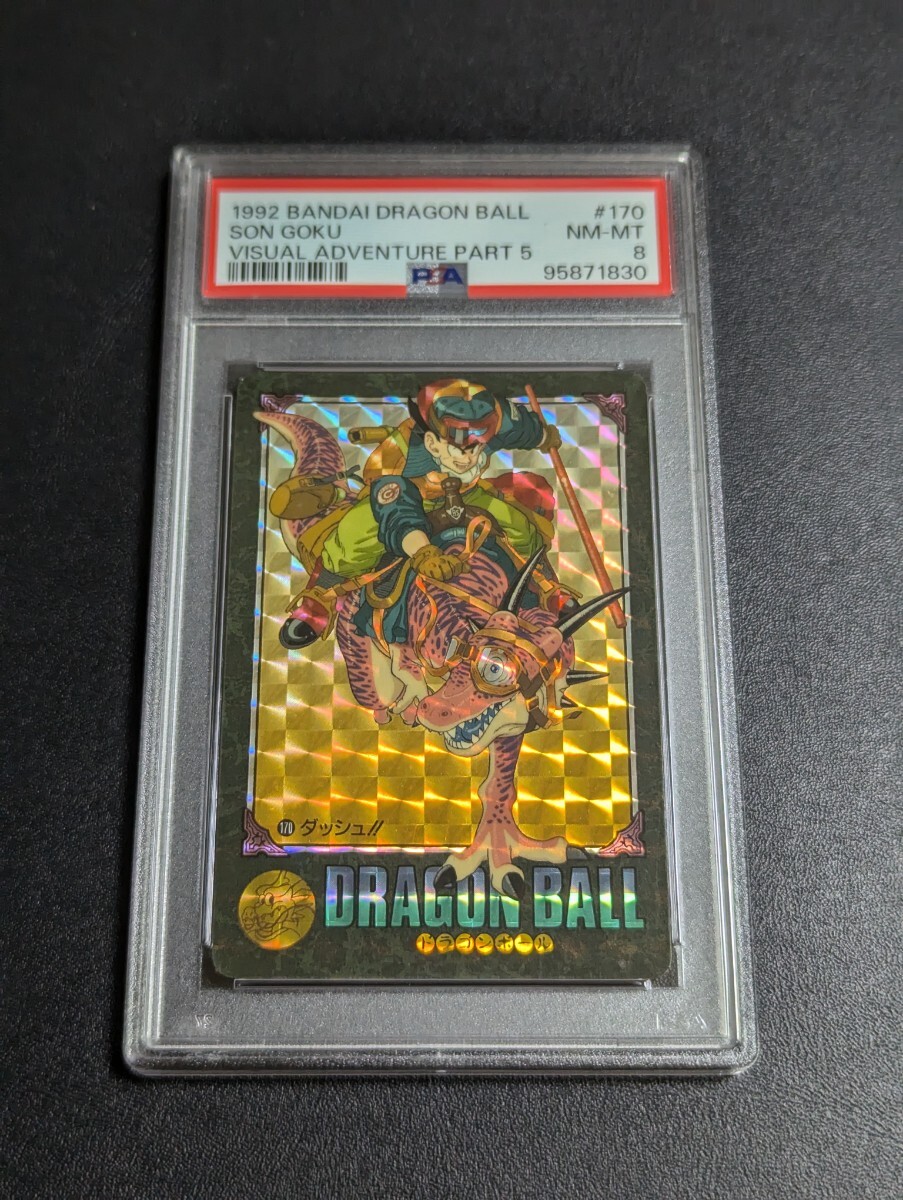 1992 BANDAI DRAGON BALL #170
SON GOKU NM-MT
VISUAL ADVENTURE PART 5 8
PSA 95871830
170 ダッシュ!!
DRAGON BALL
ドラゴンボール